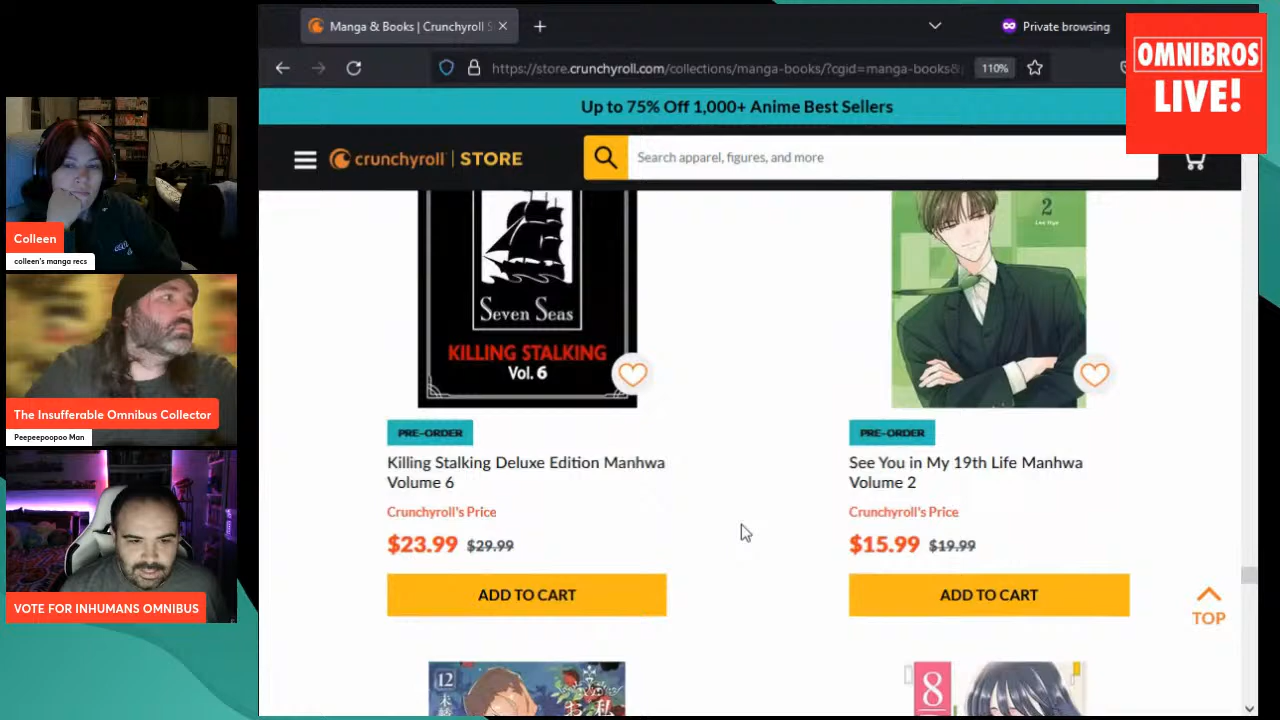 Manga & Books | Crunchyroll S
Private browsing
https://store.crunchyroll.com/collections/manga-books/?cgid=manga-books&
110%
OMNIBROS
LIVE!
Up to 75% Off 1,000+ Anime Best Sellers
crunchyroll | STORE
Search apparel, figures, and more
Colleen
colleen's manga recs
The Insufferable Omnibus Collector
Peepeepoopoo Man
VOTE FOR INHUMANS OMNIBUS
Seven Seas
KILLING STALKING
Vol. 6
2
Lee Hye
PRE-ORDER
Killing Stalking Deluxe Edition Manhwa
Volume 6
Crunchyroll's Price
$23.99 $29.99
ADD TO CART
PRE-ORDER
See You in My 19th Life Manhwa
Volume 2
Crunchyroll's Price
$15.99 $19.99
ADD TO CART
TOP
12
8